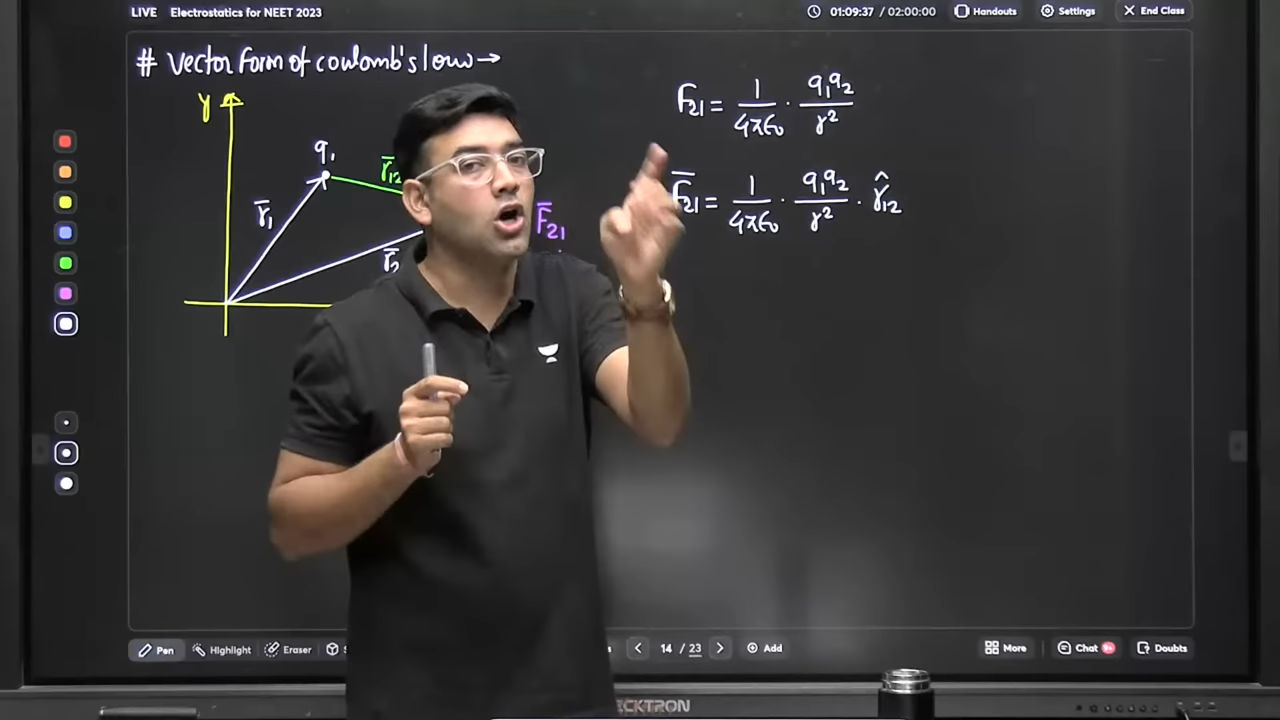 LIVE Electrostatics for NEET 2023 01:09:37 / 02:00:00 Handouts Settings End Class
# Vector form of coulomb's low →
y
q₁
r̅₁₂
r̅₁
r̅₂
F̅₂₁
F₂₁ = 1/4πε₀ · q₁q₂/r²
F̅₂₁ = 1/4πε₀ · q₁q₂/r² · r̂₁₂
Pen Highlight Eraser 14 / 23 Add More Chat 9+ Doubts